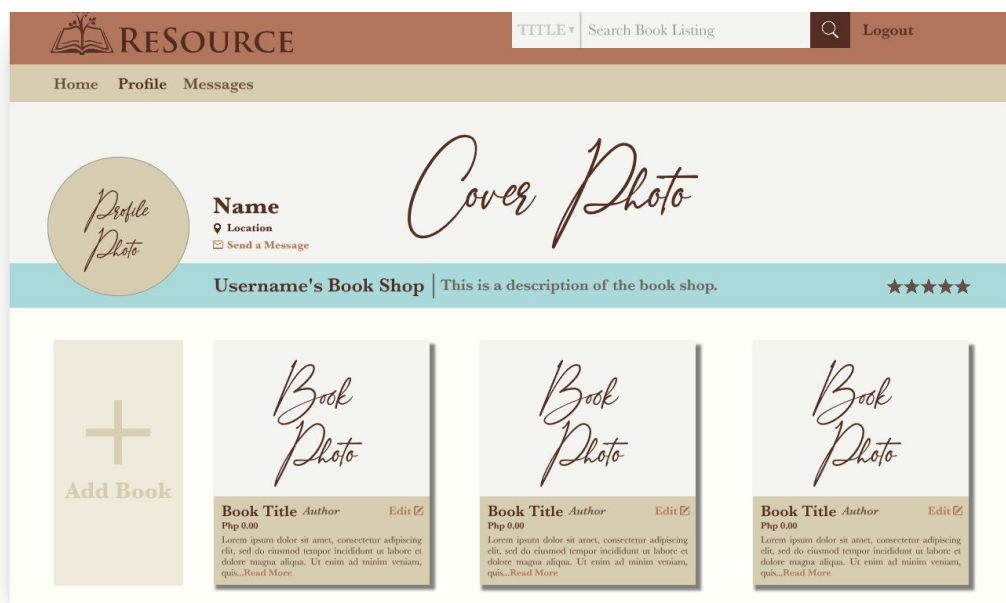 RESOURCE
TITLE▾ Search Book Listing Logout
Home Profile Messages
Cover Photo
Profile
Photo
Name
Location
Send a Message
Username's Book Shop This is a description of the book shop.
Add Book
Book
Photo
Book Title Author Edit
Php 0.00
Lorem ipsum dolor sit amet, consectetur adipiscing
elit, sed do eiusmod tempor incididunt ut labore et
dolore magna aliqua. Ut enim ad minim veniam,
quis...Read More
Book
Photo
Book Title Author Edit
Php 0.00
Lorem ipsum dolor sit amet, consectetur adipiscing
elit, sed do eiusmod tempor incididunt ut labore et
dolore magna aliqua. Ut enim ad minim veniam,
quis...Read More
Book
Photo
Book Title Author Edit
Php 0.00
Lorem ipsum dolor sit amet, consectetur adipiscing
elit, sed do eiusmod tempor incididunt ut labore et
dolore magna aliqua. Ut enim ad minim veniam,
quis...Read More